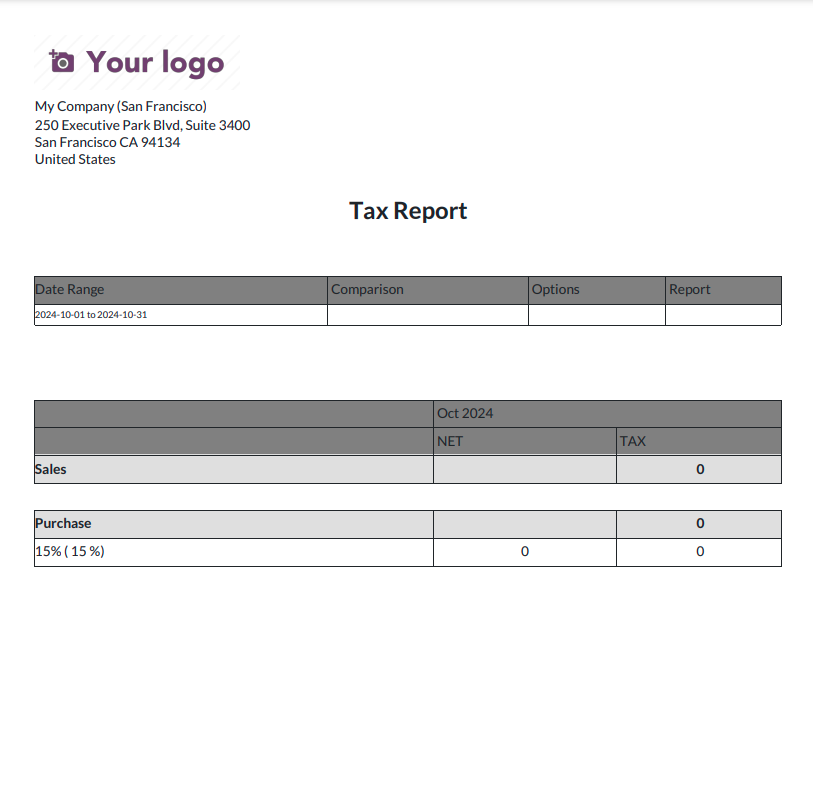 Your logo
My Company (San Francisco)
250 Executive Park Blvd, Suite 3400
San Francisco CA 94134
United States
Tax Report
Date Range Comparison Options Report
2024-10-01 to 2024-10-31
Oct 2024
NET TAX
Sales 0
Purchase 0
15% ( 15 %) 0 0